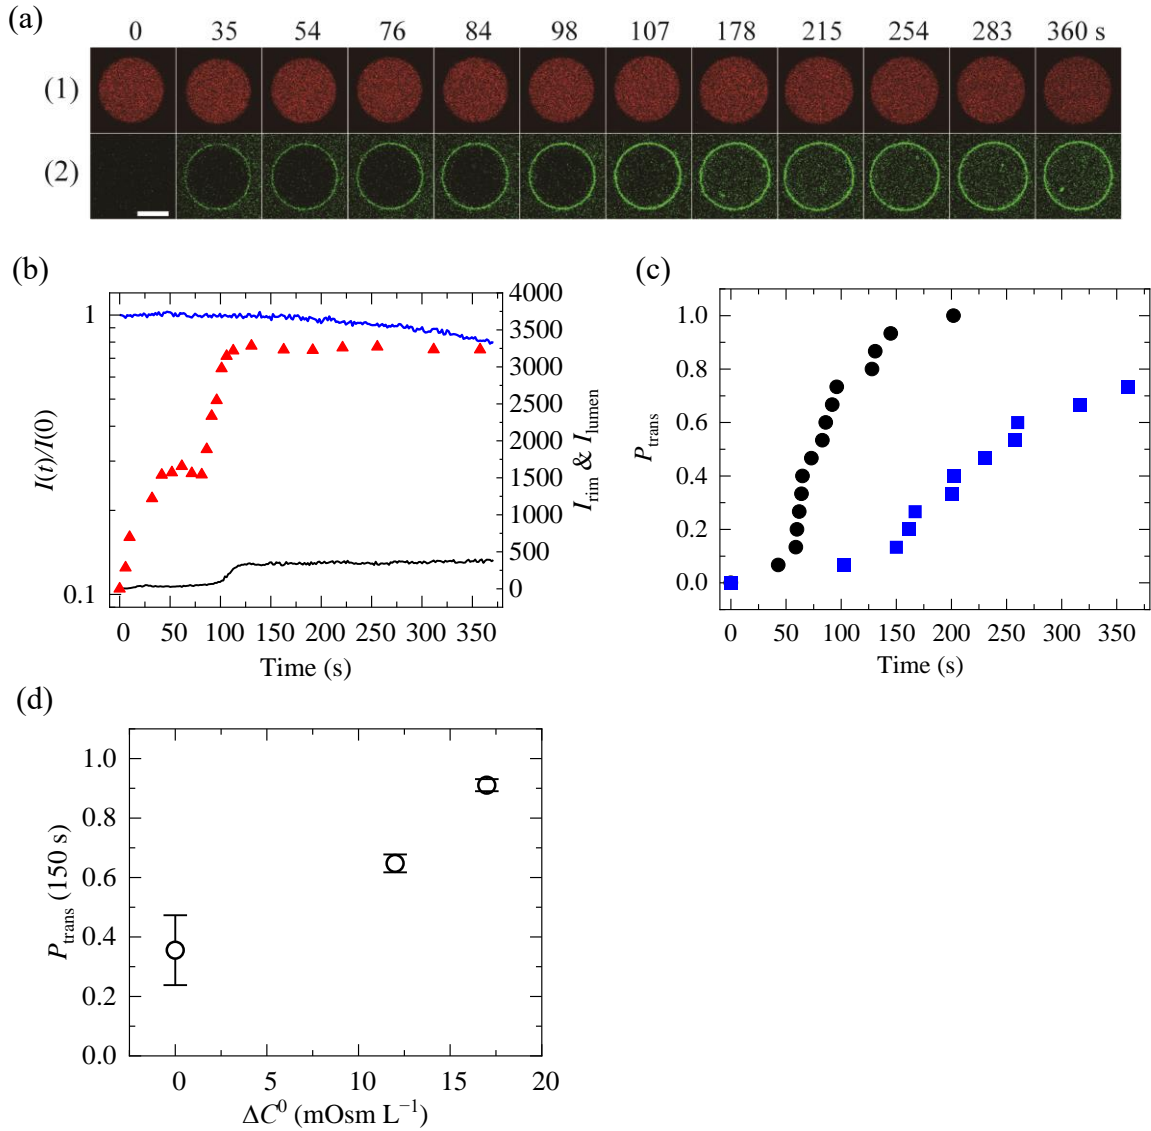 (a)
0 35 54 76 84 98 107 178 215 254 283 360 s
(1)
(2)
(b)
1
0.1
I(t)/I(0)
4000
3500
3000
2500
2000
1500
1000
500
0
I_rim & I_lumen
0 50 100 150 200 250 300 350
Time (s)
(c)
1.0
0.8
0.6
0.4
0.2
0.0
P_trans
0 50 100 150 200 250 300 350
Time (s)
(d)
1.0
0.8
0.6
0.4
0.2
0.0
P_trans (150 s)
0 5 10 15 20
ΔC⁰ (mOsm L⁻¹)